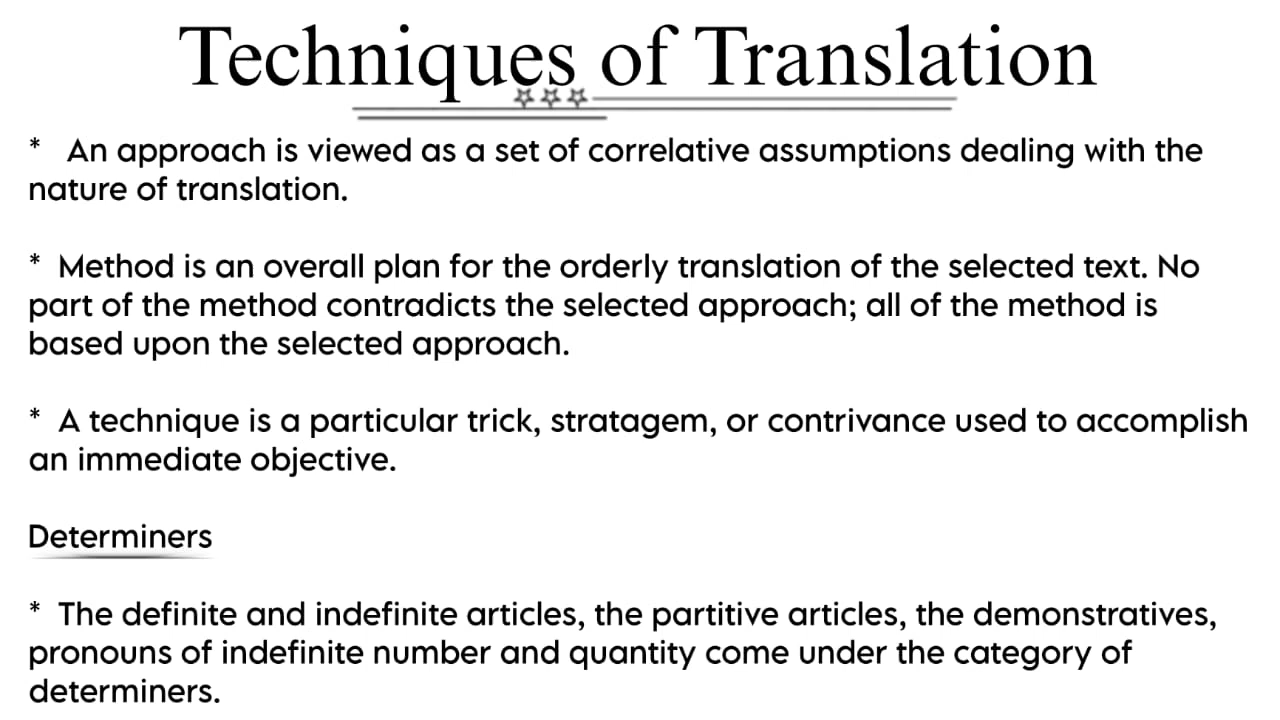 Techniques of Translation
* An approach is viewed as a set of correlative assumptions dealing with the
nature of translation.
* Method is an overall plan for the orderly translation of the selected text. No
part of the method contradicts the selected approach; all of the method is
based upon the selected approach.
* A technique is a particular trick, stratagem, or contrivance used to accomplish
an immediate objective.
Determiners
* The definite and indefinite articles, the partitive articles, the demonstratives,
pronouns of indefinite number and quantity come under the category of
determiners.